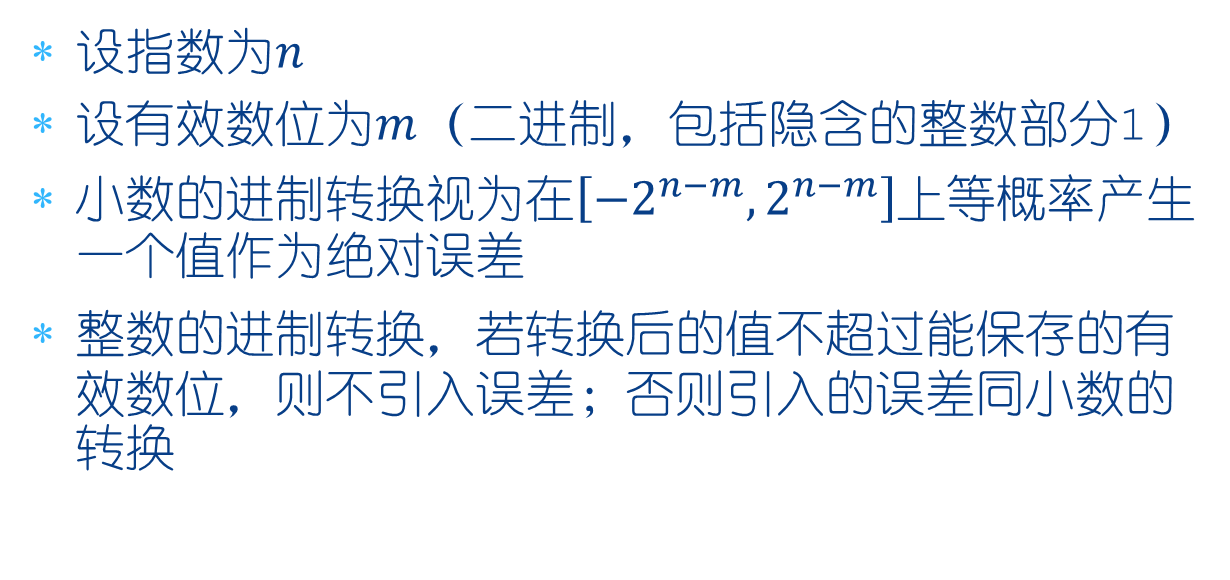 * 设指数为n
* 设有效数位为m（二进制，包括隐含的整数部分1）
* 小数的进制转换视为在[−2^{n−m}, 2^{n−m}]上等概率产生
一个值作为绝对误差
* 整数的进制转换，若转换后的值不超过能保存的有
效数位，则不引入误差；否则引入的误差同小数的
转换